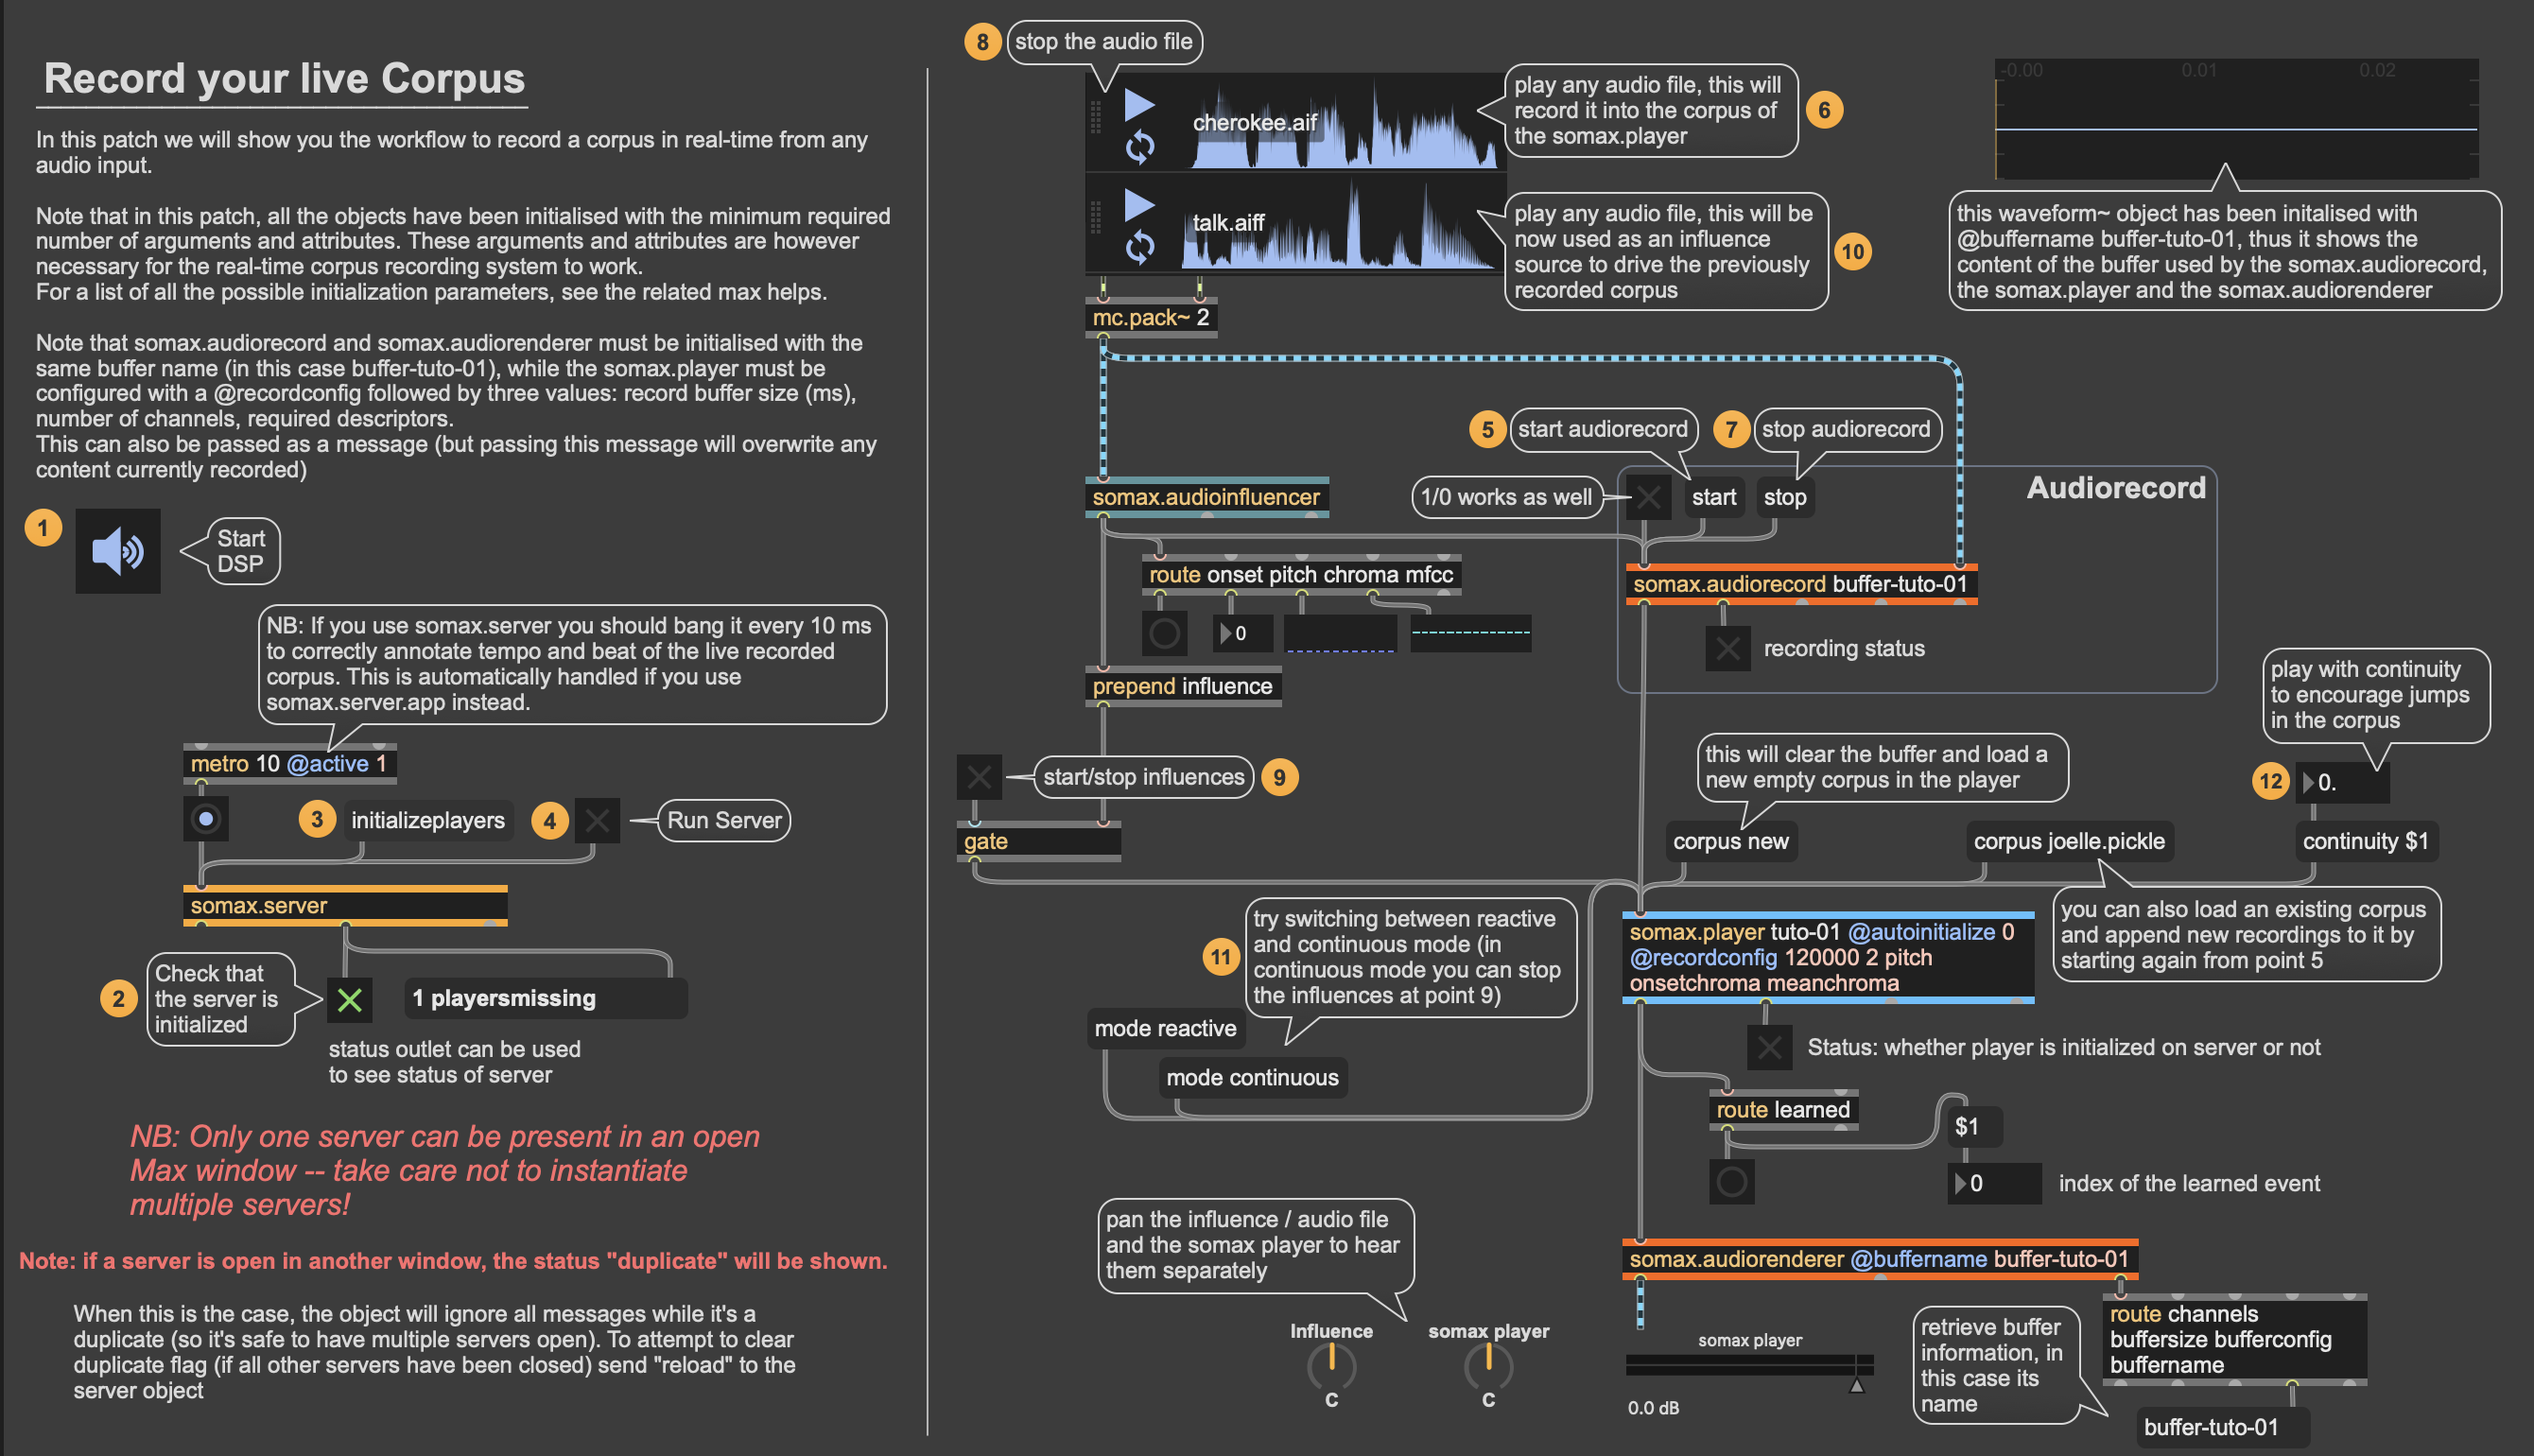 Record your live Corpus
In this patch we will show you the workflow to record a corpus in real-time from any
audio input.
Note that in this patch, all the objects have been initialised with the minimum required
number of arguments and attributes. These arguments and attributes are however
necessary for the real-time corpus recording system to work.
For a list of all the possible initialization parameters, see the related max helps.
Note that somax.audiorecord and somax.audiorenderer must be initialised with the
same buffer name (in this case buffer-tuto-01), while the somax.player must be
configured with a @recordconfig followed by three values: record buffer size (ms),
number of channels, required descriptors.
This can also be passed as a message (but passing this message will overwrite any
content currently recorded)
1
Start
DSP
NB: If you use somax.server you should bang it every 10 ms
to correctly annotate tempo and beat of the live recorded
corpus. This is automatically handled if you use
somax.server.app instead.
metro 10 @active 1
3
initializeplayers
4
Run Server
somax.server
2
Check that
the server is
initialized
1 playersmissing
status outlet can be used
to see status of server
NB: Only one server can be present in an open
Max window -- take care not to instantiate
multiple servers!
Note: if a server is open in another window, the status "duplicate" will be shown.
When this is the case, the object will ignore all messages while it's a
duplicate (so it's safe to have multiple servers open). To attempt to clear
duplicate flag (if all other servers have been closed) send "reload" to the
server object
8
stop the audio file
cherokee.aif
play any audio file, this will
record it into the corpus of
the somax.player
6
talk.aiff
play any audio file, this will be
now used as an influence
source to drive the previously
recorded corpus
10
-0.00
0.01
0.02
this waveform~ object has been initalised with
@buffername buffer-tuto-01, thus it shows the
content of the buffer used by the somax.audiorecord,
the somax.player and the somax.audiorenderer
mc.pack~ 2
5
start audiorecord
7
stop audiorecord
somax.audioinfluencer
1/0 works as well
start
stop
Audiorecord
route onset pitch chroma mfcc
somax.audiorecord buffer-tuto-01
0
recording status
prepend influence
start/stop influences
9
gate
this will clear the buffer and load a
new empty corpus in the player
play with continuity
to encourage jumps
in the corpus
12
0.
corpus new
corpus joelle.pickle
continuity $1
11
try switching between reactive
and continuous mode (in
continuous mode you can stop
the influences at point 9)
somax.player tuto-01 @autoinitialize 0
@recordconfig 120000 2 pitch
onsetchroma meanchroma
you can also load an existing corpus
and append new recordings to it by
starting again from point 5
mode reactive
mode continuous
Status: whether player is initialized on server or not
route learned
$1
0
index of the learned event
pan the influence / audio file
and the somax player to hear
them separately
somax.audiorenderer @buffername buffer-tuto-01
Influence
C
somax player
C
somax player
0.0 dB
retrieve buffer
information, in
this case its
name
route channels
buffersize bufferconfig
buffername
buffer-tuto-01